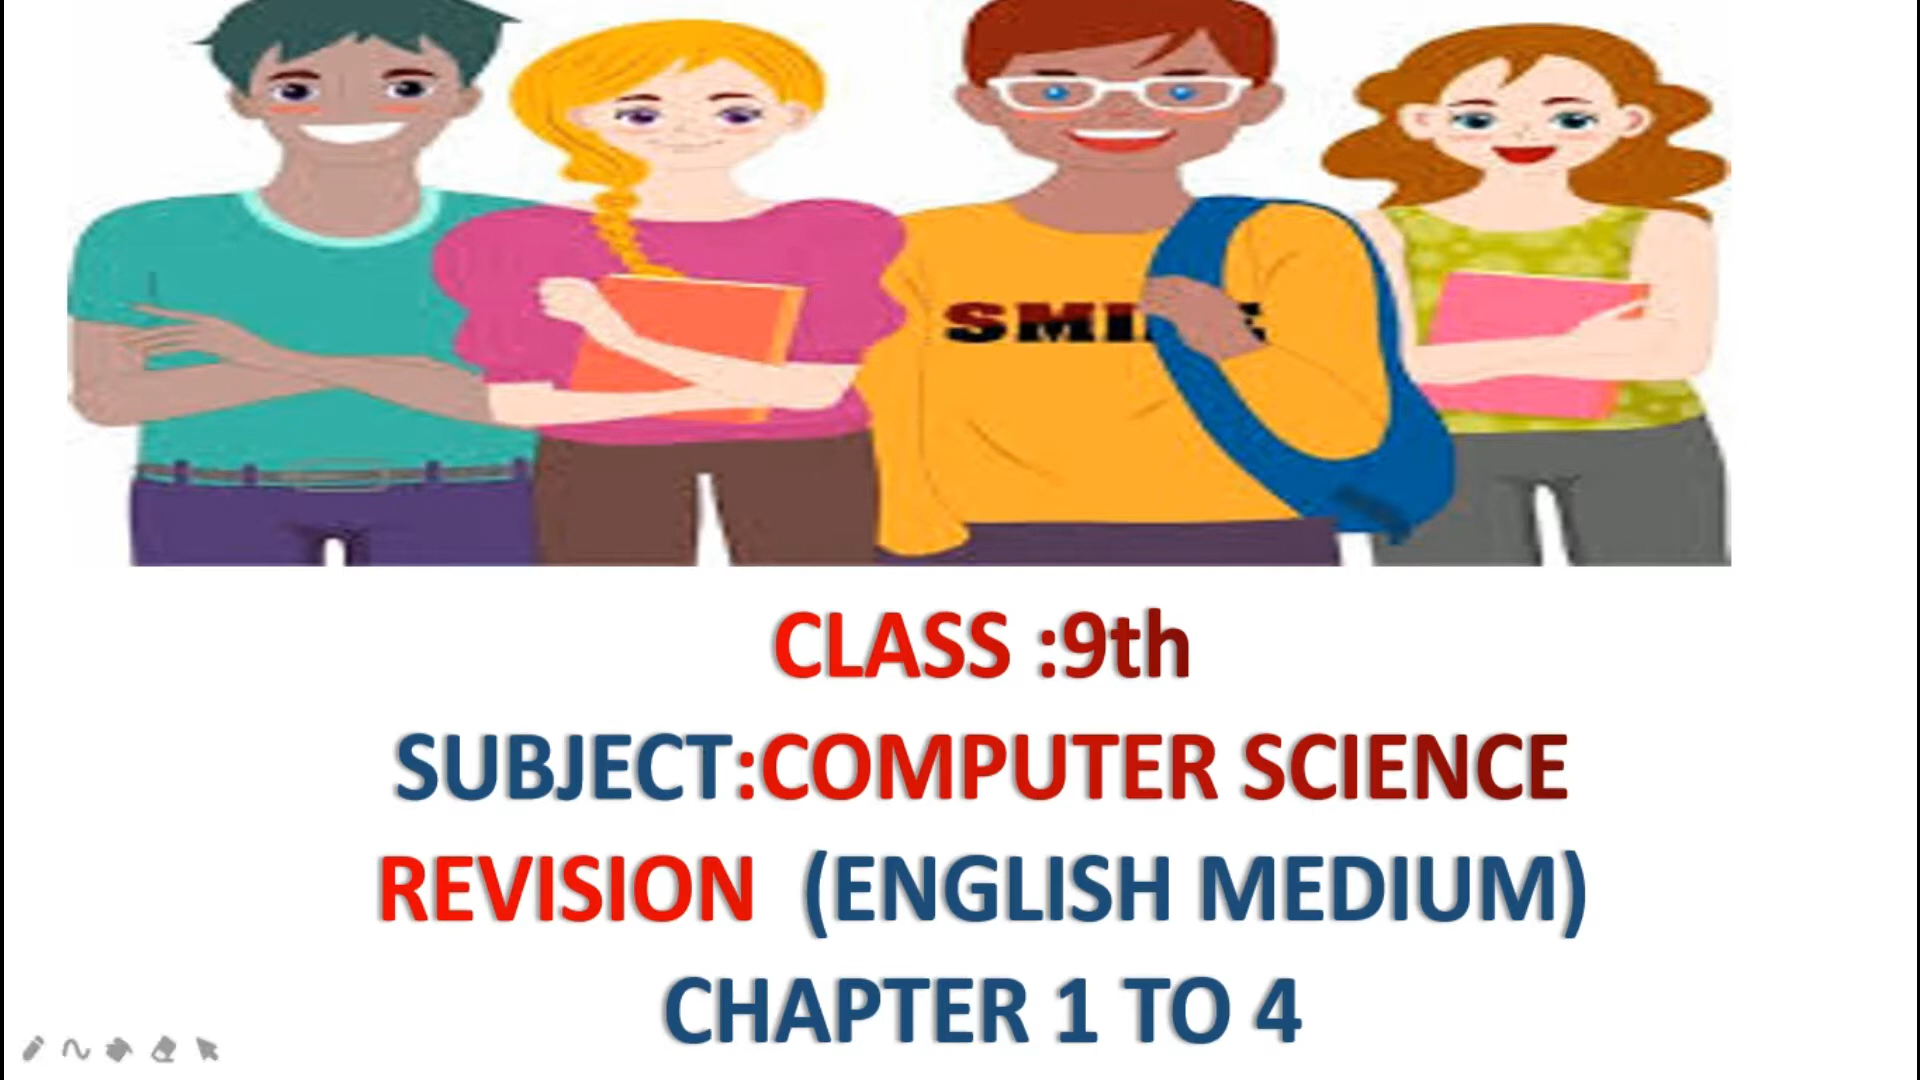 SMI E
CLASS :9th
SUBJECT:COMPUTER SCIENCE
REVISION (ENGLISH MEDIUM)
CHAPTER 1 TO 4